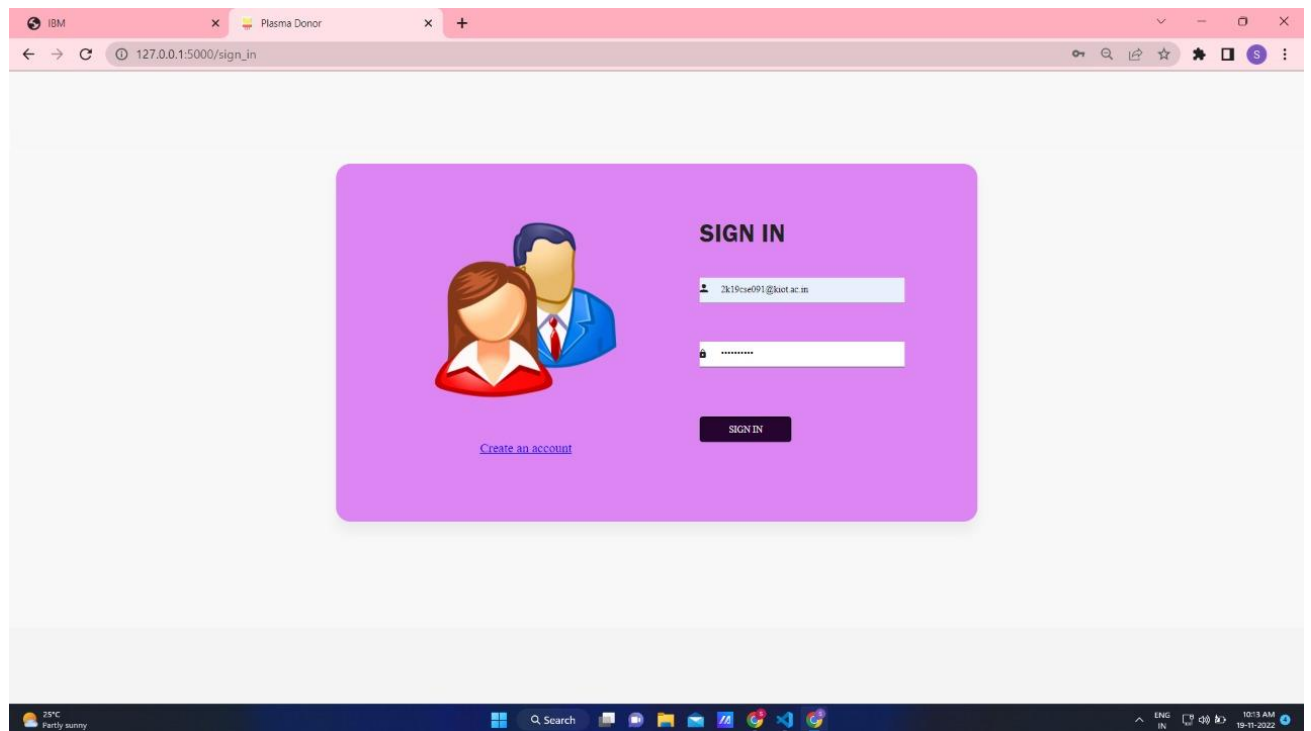 IBM
Plasma Donor
127.0.0.1:5000/sign_in
S
SIGN IN
2k19cse091@kiot.ac.in
SIGN IN
Create an account
25°C
Partly sunny
Search
ENG
IN
10:13 AM
19-11-2022